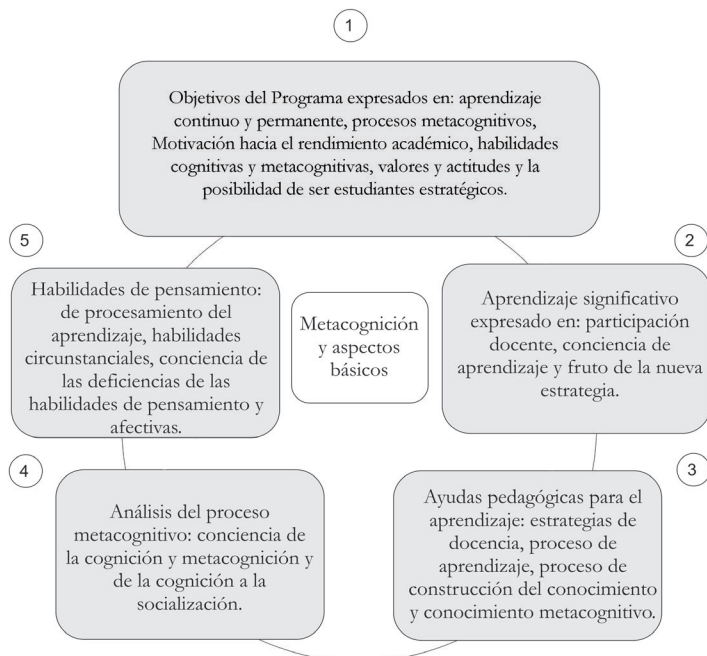 1
Objetivos del Programa expresados en: aprendizaje
continuo y permanente, procesos metacognitivos,
Motivación hacia el rendimiento académico, habilidades
cognitivas y metacognitivas, valores y actitudes y la
posibilidad de ser estudiantes estratégicos.
2
Aprendizaje significativo
expresado en: participación
docente, conciencia de
aprendizaje y fruto de la nueva
estrategia.
3
Ayudas pedagógicas para el
aprendizaje: estrategias de
docencia, proceso de
aprendizaje, proceso de
construcción del conocimiento
y conocimiento metacognitivo.
4
Análisis del proceso
metacognitivo: conciencia de
la cognición y metacognición y
de la cognición a la
socialización.
5
Habilidades de pensamiento:
de procesamiento del
aprendizaje, habilidades
circunstanciales, conciencia de
las deficiencias de las
habilidades de pensamiento y
afectivas.
Metacognición
y aspectos
básicos